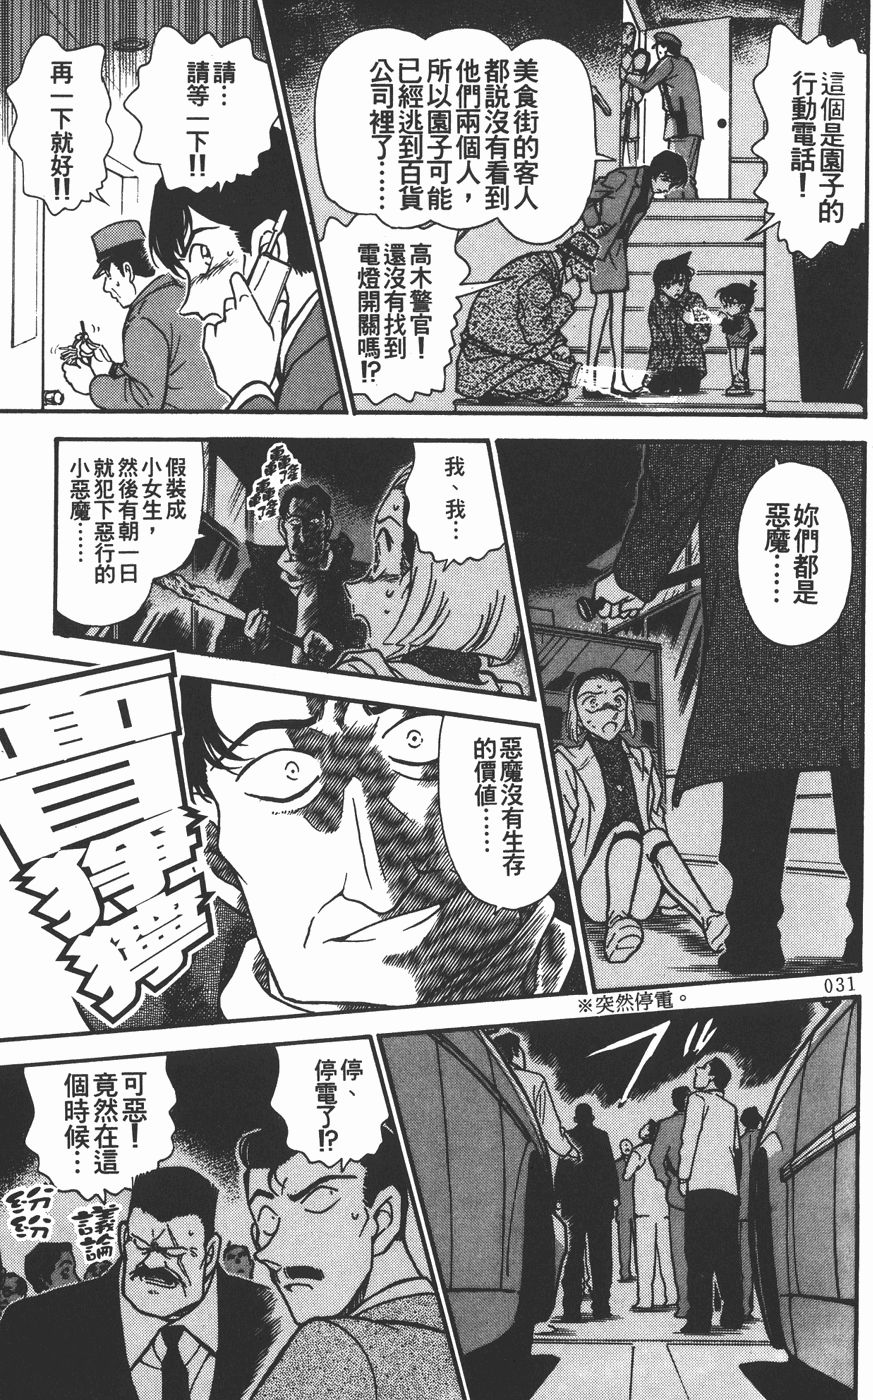 這個是園子的
行動電話！
美食街的客人
都說沒有看到
他們兩個人，
所以園子可能
已經逃到百貨
公司裡了……
高木警官！
還沒有找到
電燈開關嗎!?
請…
請等一下!!
再一下就好!!
妳們都是
惡魔……
我、我…
轟隆
轟隆
假裝成
小女生，
然後有朝一日
就犯下惡行的
小惡魔……
惡魔沒有生存
的價值……
猙
獰
031
※突然停電。
停、
停電了!?
可惡！
竟然在這
個時候…
議論
紛紛